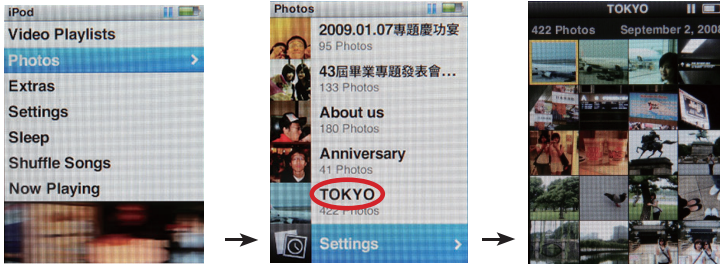 iPod
Video Playlists
Photos
Extras
Settings
Sleep
Shuffle Songs
Now Playing
Photos
2009.01.07專題慶功宴
95 Photos
43屆畢業專題發表會...
133 Photos
About us
180 Photos
Anniversary
41 Photos
TOKYO
422 Photos
Settings
TOKYO
422 Photos
September 2, 2008